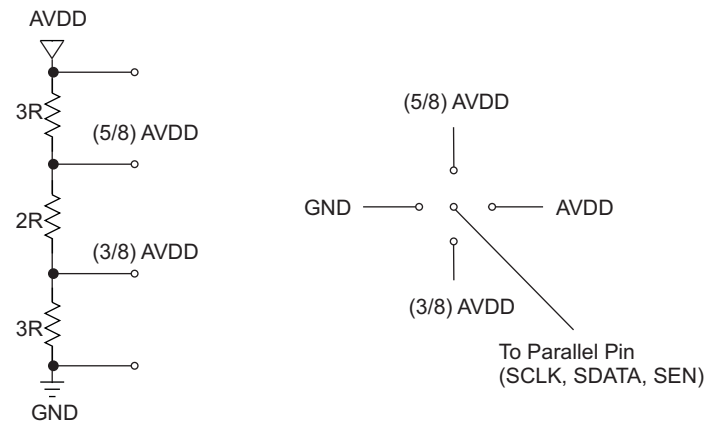 AVDD
3R
(5/8) AVDD
2R
(3/8) AVDD
3R
GND
(5/8) AVDD
GND
AVDD
(3/8) AVDD
To Parallel Pin
(SCLK, SDATA, SEN)